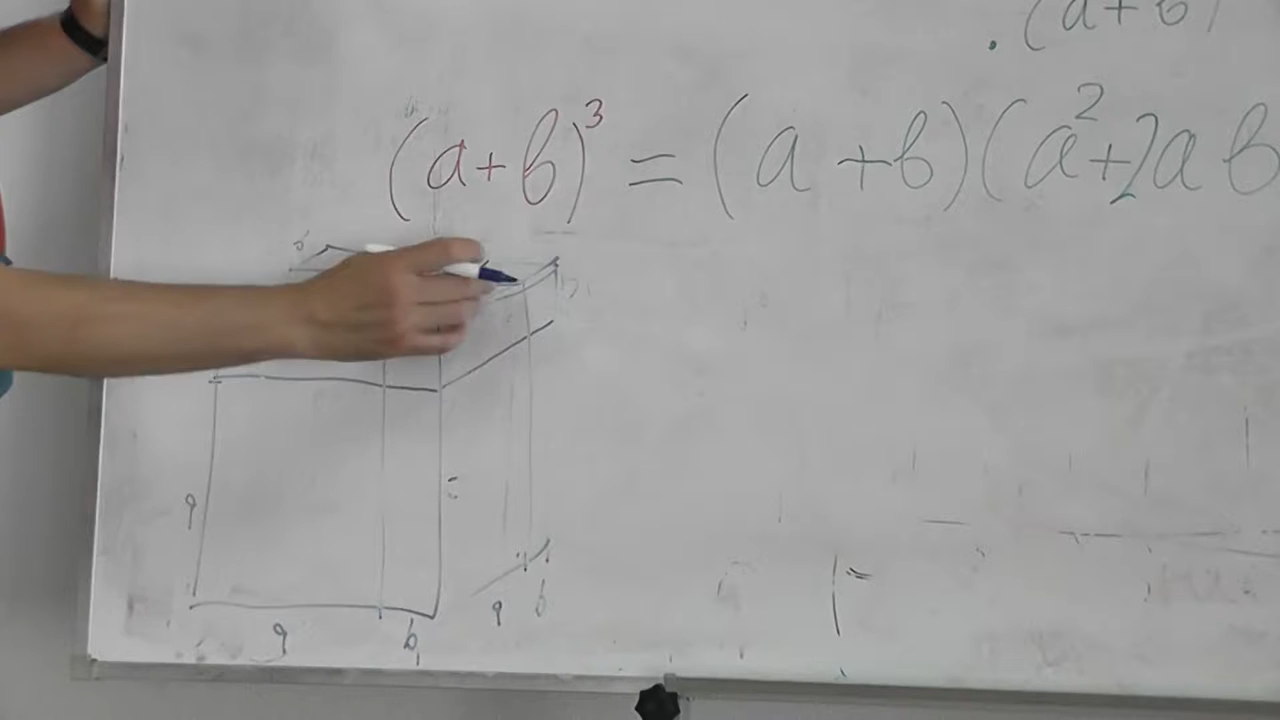 (a+b)
(a+b)³ = (a+b)(a²+2ab
b
a
a b
a b